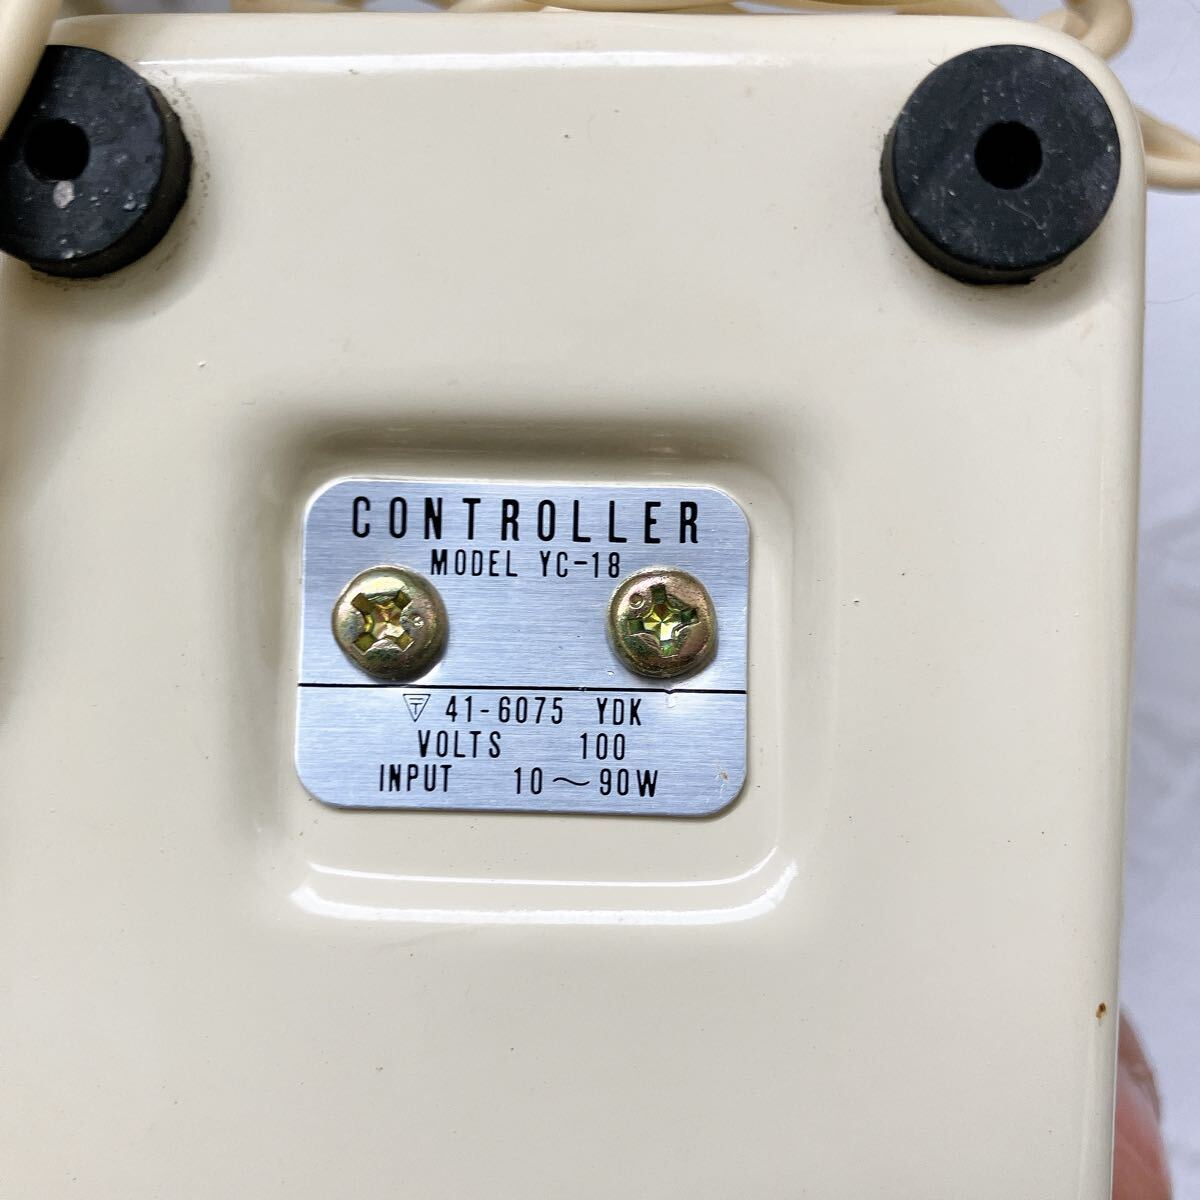 CONTROLLER
MODEL YC-18
41-6075 YDK
VOLTS 100
INPUT 10～90W